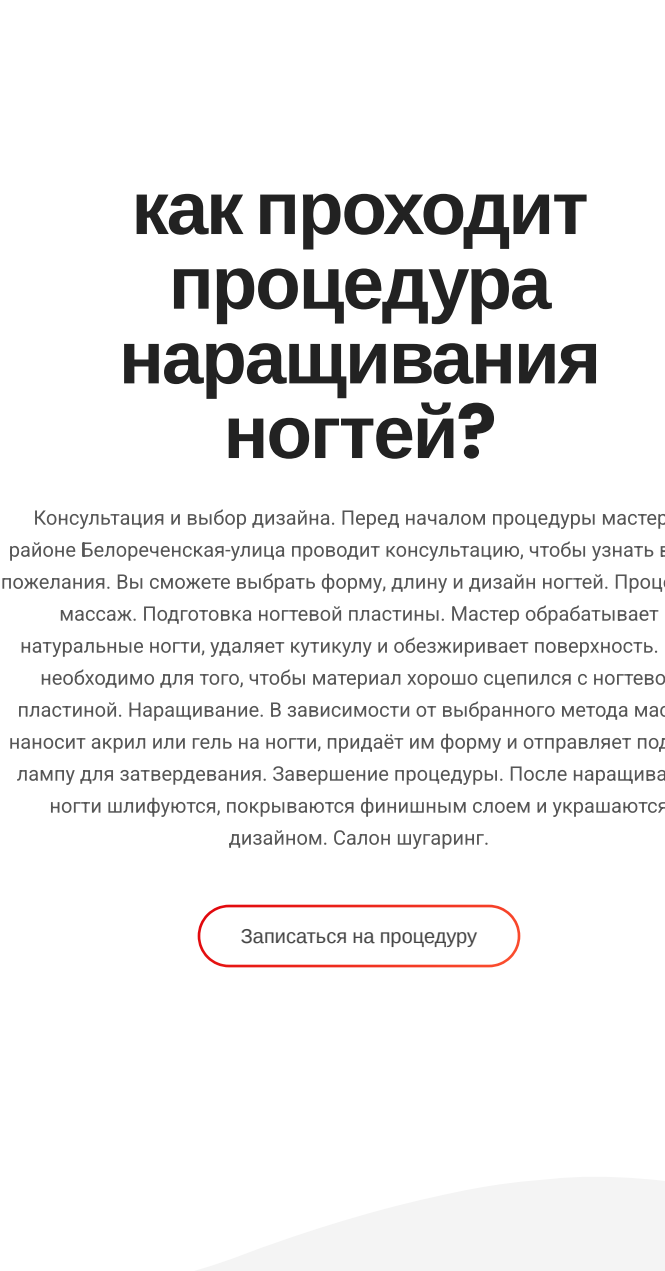 как проходит
процедура
наращивания
ногтей?
Консультация и выбор дизайна. Перед началом процедуры мастер
районе Белореченская-улица проводит консультацию, чтобы узнать
пожелания. Вы сможете выбрать форму, длину и дизайн ногтей.
массаж. Подготовка ногтевой пластины. Мастер обрабатывает
натуральные ногти, удаляет кутикулу и обезжиривает поверхность.
необходимо для того, чтобы материал хорошо сцепился с
пластиной. Наращивание. В зависимости от выбранного метода
наносит акрил или гель на ногти, придаёт им форму и отправляет
лампу для затвердевания. Завершение процедуры. После
ногти шлифуются, покрываются финишным слоем и украшаются
дизайном. Салон шугаринг.
Записаться на процедуру